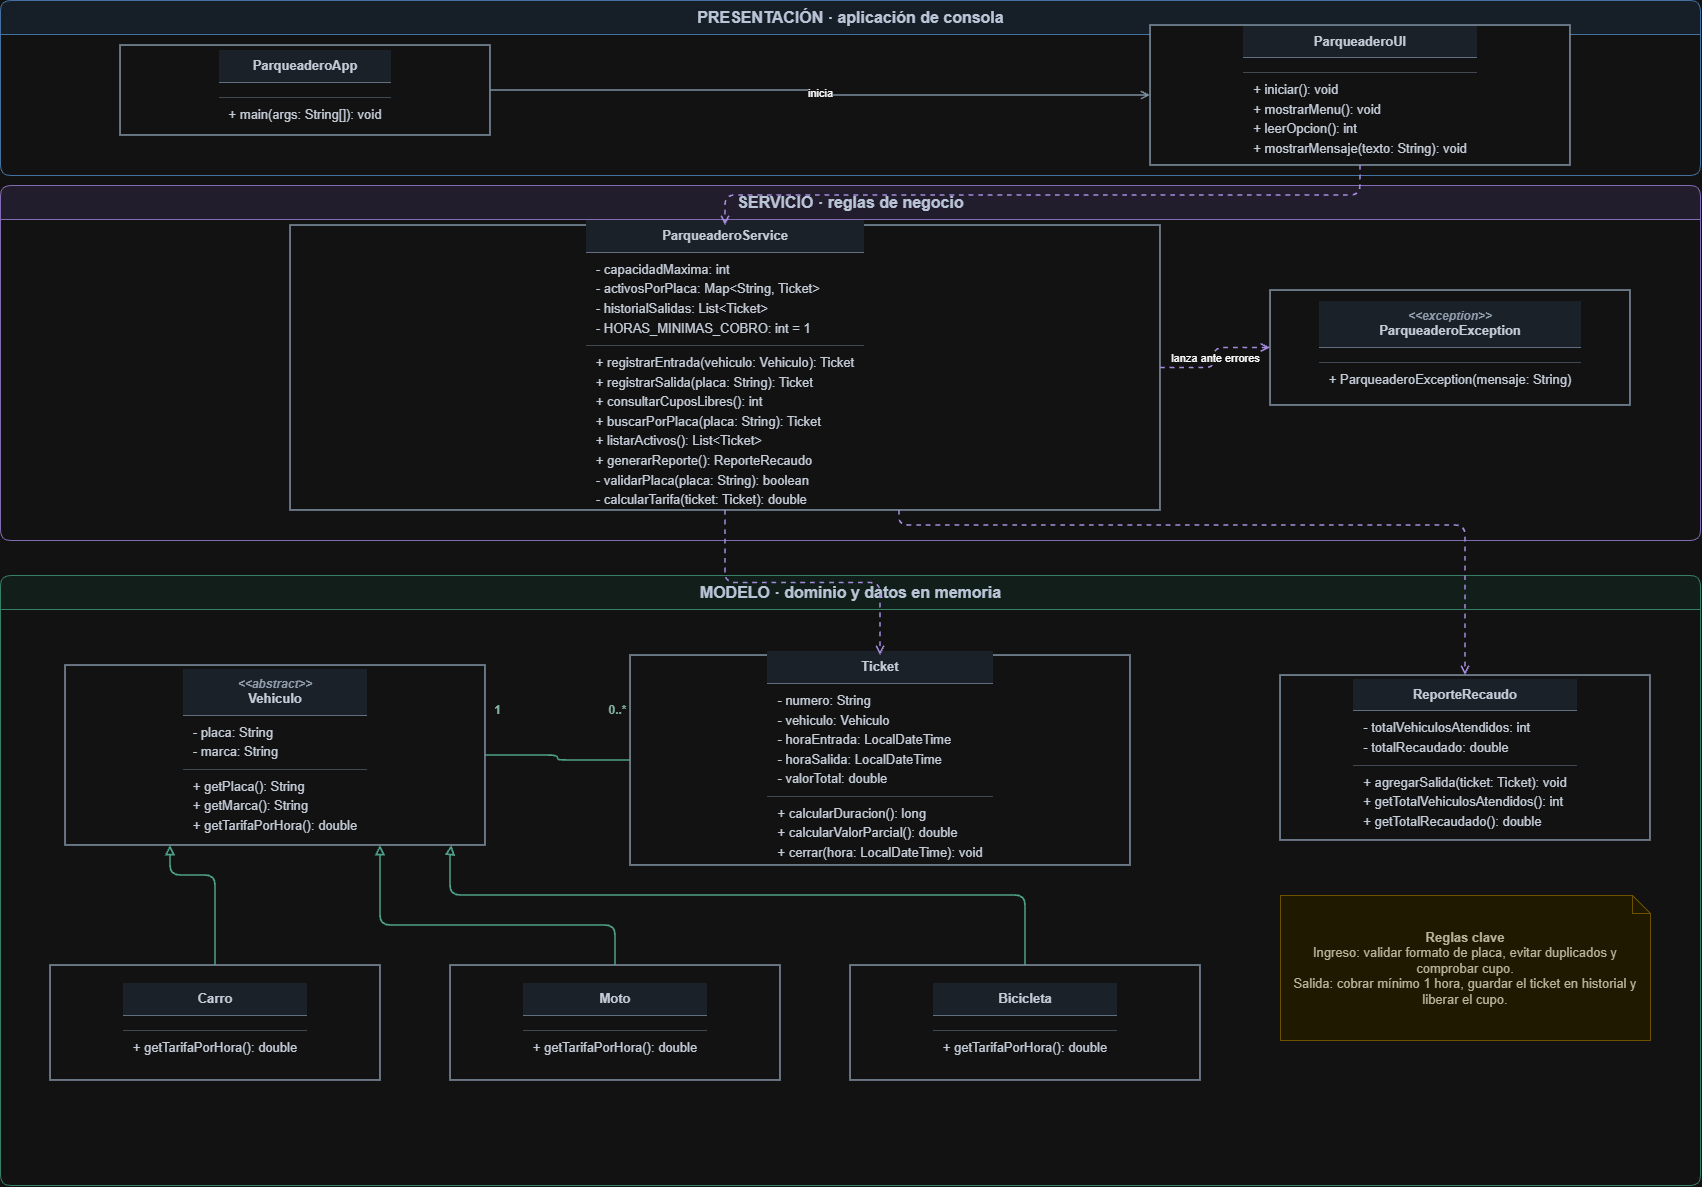 PRESENTACIÓN · aplicación de consola
ParqueaderoApp
+ main(args: String[]): void
inicia
ParqueaderoUI
+ iniciar(): void
+ mostrarMenu(): void
+ leerOpcion(): int
+ mostrarMensaje(texto: String): void
SERVICIO · reglas de negocio
ParqueaderoService
- capacidadMaxima: int
- activosPorPlaca: Map<String, Ticket>
- historialSalidas: List<Ticket>
- HORAS_MINIMAS_COBRO: int = 1
+ registrarEntrada(vehiculo: Vehiculo): Ticket
+ registrarSalida(placa: String): Ticket
+ consultarCuposLibres(): int
+ buscarPorPlaca(placa: String): Ticket
+ listarActivos(): List<Ticket>
+ generarReporte(): ReporteRecaudo
- validarPlaca(placa: String): boolean
- calcularTarifa(ticket: Ticket): double
lanza ante errores
<<exception>>
ParqueaderoException
+ ParqueaderoException(mensaje: String)
MODELO · dominio y datos en memoria
<<abstract>>
Vehiculo
- placa: String
- marca: String
+ getPlaca(): String
+ getMarca(): String
+ getTarifaPorHora(): double
1
0..*
Ticket
- numero: String
- vehiculo: Vehiculo
- horaEntrada: LocalDateTime
- horaSalida: LocalDateTime
- valorTotal: double
+ calcularDuracion(): long
+ calcularValorParcial(): double
+ cerrar(hora: LocalDateTime): void
ReporteRecaudo
- totalVehiculosAtendidos: int
- totalRecaudado: double
+ agregarSalida(ticket: Ticket): void
+ getTotalVehiculosAtendidos(): int
+ getTotalRecaudado(): double
Carro
+ getTarifaPorHora(): double
Moto
+ getTarifaPorHora(): double
Bicicleta
+ getTarifaPorHora(): double
Reglas clave
Ingreso: validar formato de placa, evitar duplicados y
comprobar cupo.
Salida: cobrar mínimo 1 hora, guardar el ticket en historial y
liberar el cupo.